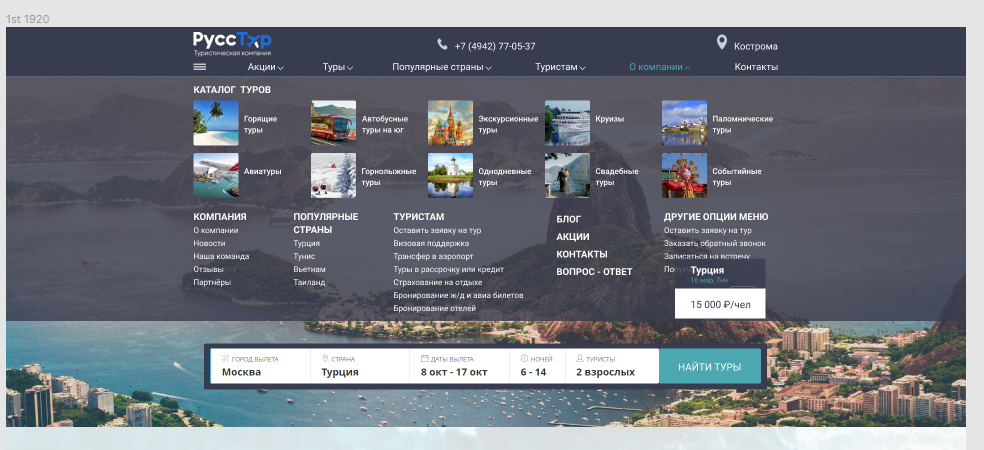 1st 1920
РуссТур
Туристическая компания
+7 (4942) 77-05-37
Кострома
Акции
Туры
Популярные страны
Туристам
О компании
Контакты
КАТАЛОГ ТУРОВ
Горящие
туры
Автобусные
туры на юг
Экскурсионные
туры
Круизы
Паломнические
туры
Авиатуры
Горнолыжные
туры
Однодневные
туры
Свадебные
туры
Событийные
туры
КОМПАНИЯ
О компании
Новости
Наша команда
Отзывы
Партнёры
ПОПУЛЯРНЫЕ
СТРАНЫ
Турция
Тунис
Вьетнам
Таиланд
ТУРИСТАМ
Оставить заявку на тур
Визовая поддержка
Трансфер в аэропорт
Туры в рассрочку или кредит
Страхование на отдыхе
Бронирование ж/д и авиа билетов
Бронирование отелей
БЛОГ
АКЦИИ
КОНТАКТЫ
ВОПРОС - ОТВЕТ
ДРУГИЕ ОПЦИИ МЕНЮ
Оставить заявку на тур
Заказать обратный звонок
Записаться на встречу
Турция
16 мар, 7нч
15 000 ₽/чел
ГОРОД ВЫЛЕТА
Москва
СТРАНА
Турция
ДАТЫ ВЫЛЕТА
8 окт - 17 окт
НОЧЕЙ
6 - 14
ТУРИСТЫ
2 взрослых
НАЙТИ ТУРЫ